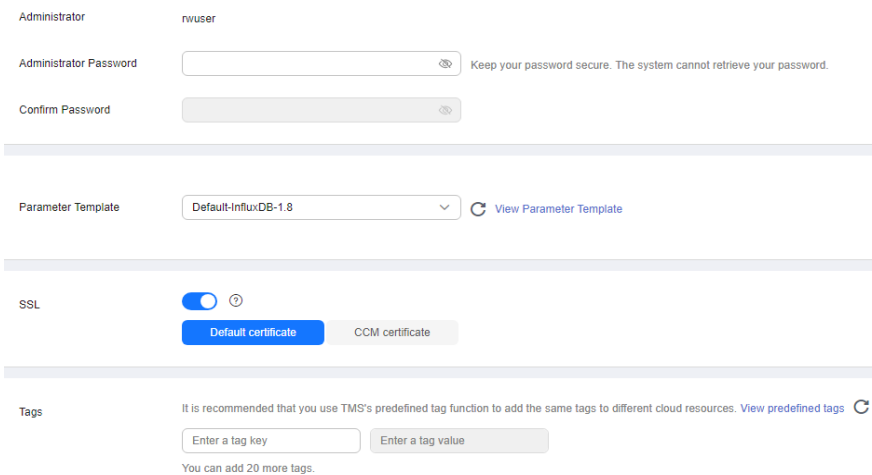 Administrator rwuser
Administrator Password Keep your password secure. The system cannot retrieve your password.
Confirm Password
Parameter Template Default-InfluxDB-1.8 View Parameter Template
SSL ?
Default certificate CCM certificate
Tags It is recommended that you use TMS's predefined tag function to add the same tags to different cloud resources. View predefined tags
Enter a tag key Enter a tag value
You can add 20 more tags.